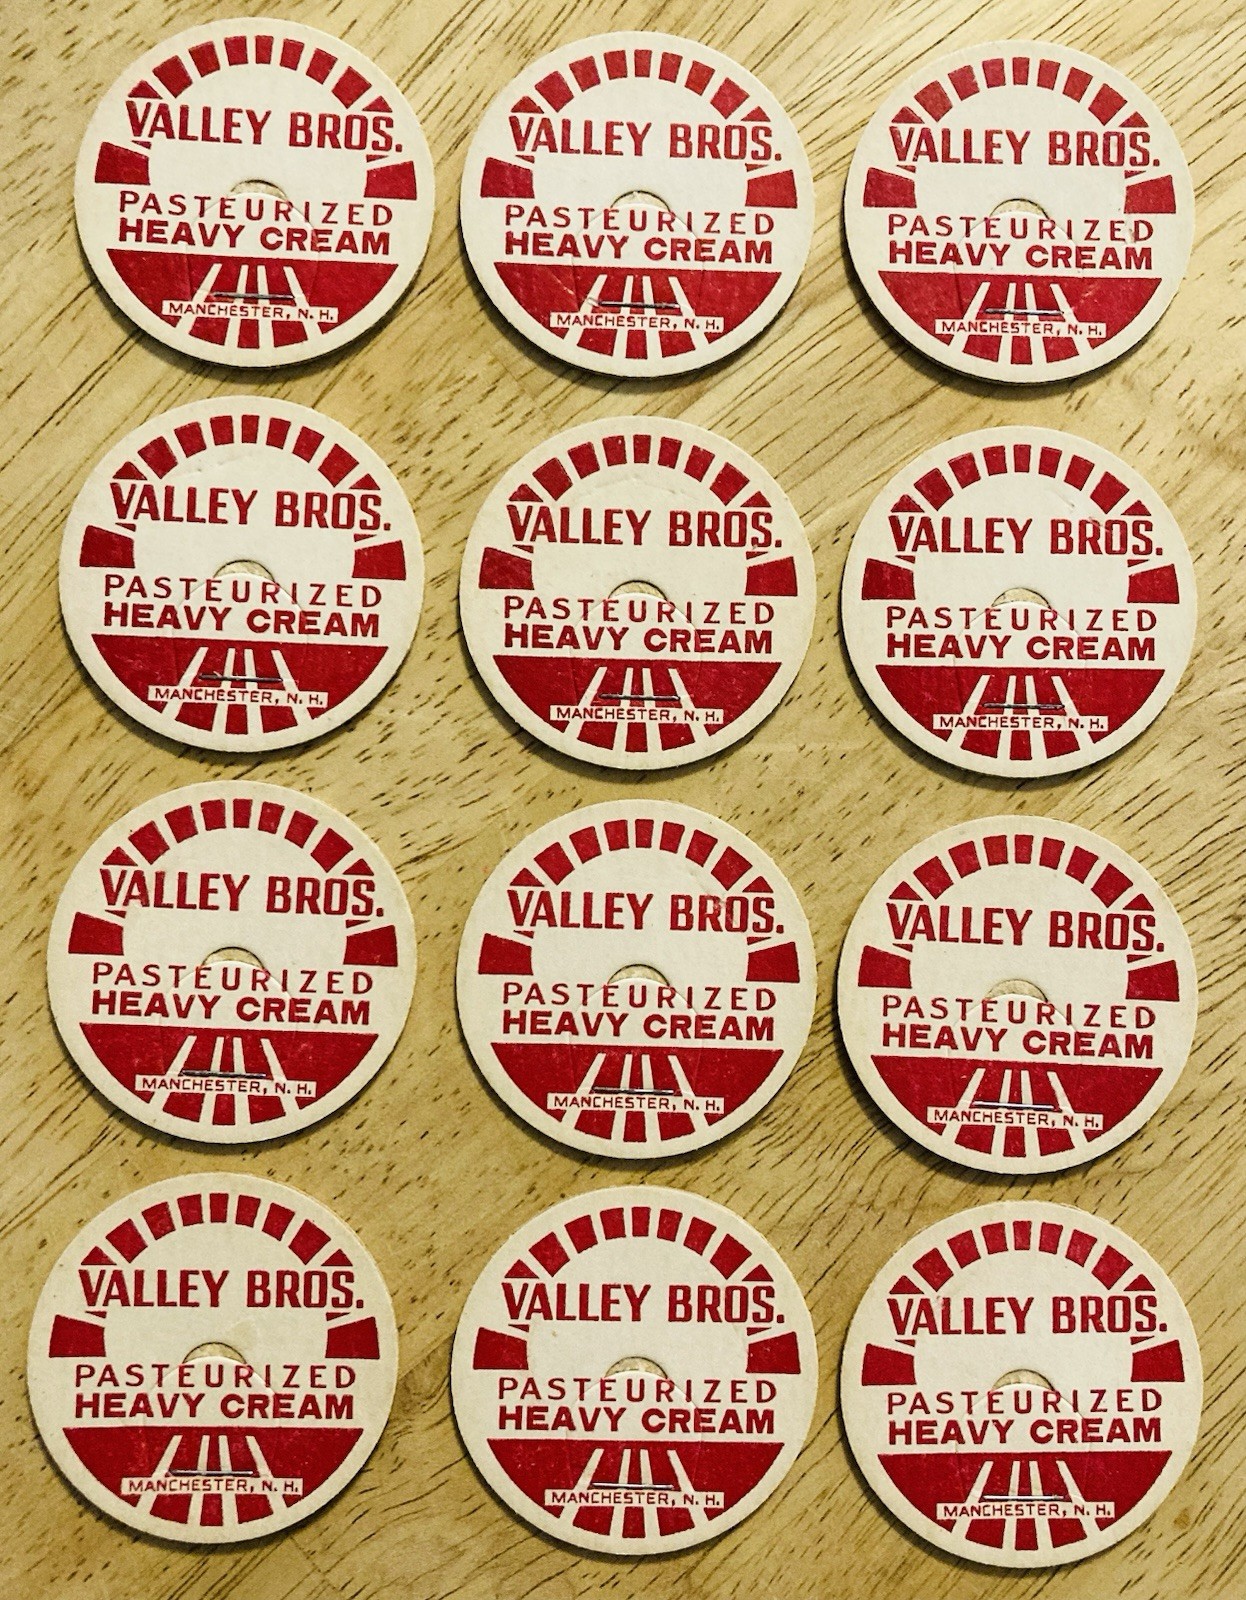 VALLEY BROS.
PASTEURIZED
HEAVY CREAM
MANCHESTER, N. H.
VALLEY BROS.
PASTEURIZED
HEAVY CREAM
MANCHESTER, N. H.
VALLEY BROS.
PASTEURIZED
HEAVY CREAM
MANCHESTER, N. H.
VALLEY BROS.
PASTEURIZED
HEAVY CREAM
MANCHESTER, N. H.
VALLEY BROS.
PASTEURIZED
HEAVY CREAM
MANCHESTER, N. H.
VALLEY BROS.
PASTEURIZED
HEAVY CREAM
MANCHESTER, N. H.
VALLEY BROS.
PASTEURIZED
HEAVY CREAM
MANCHESTER, N. H.
VALLEY BROS.
PASTEURIZED
HEAVY CREAM
MANCHESTER, N. H.
VALLEY BROS.
PASTEURIZED
HEAVY CREAM
MANCHESTER, N. H.
VALLEY BROS.
PASTEURIZED
HEAVY CREAM
MANCHESTER, N. H.
VALLEY BROS.
PASTEURIZED
HEAVY CREAM
MANCHESTER, N. H.
VALLEY BROS.
PASTEURIZED
HEAVY CREAM
MANCHESTER, N. H.